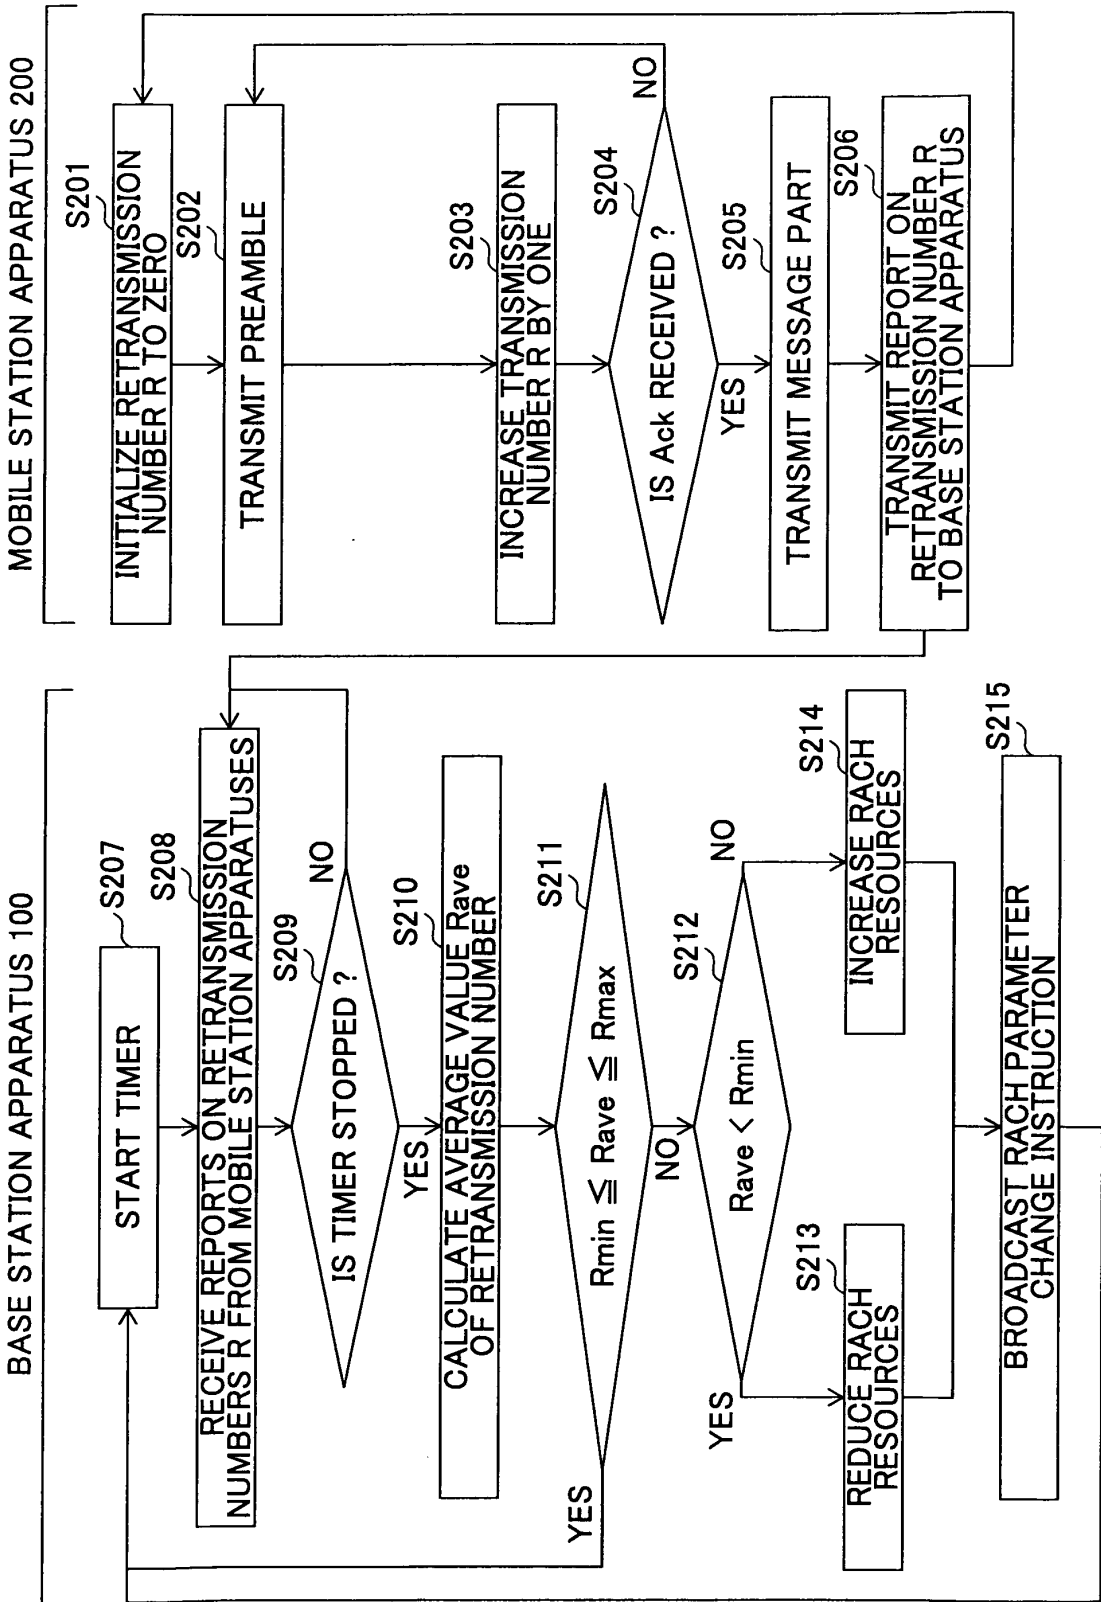 BASE STATION APPARATUS 100
START TIMER
S207
RECEIVE REPORTS ON RETRANSMISSION
NUMBERS R FROM MOBILE STATION APPARATUSES
S208
IS TIMER STOPPED ?
S209
NO
YES
CALCULATE AVERAGE VALUE Rave
OF RETRANSMISSION NUMBER
S210
Rmin ≦ Rave ≦ Rmax
S211
YES
NO
Rave < Rmin
S212
YES
NO
REDUCE RACH
RESOURCES
S213
INCREASE RACH
RESOURCES
S214
BROADCAST RACH PARAMETER
CHANGE INSTRUCTION
S215
MOBILE STATION APPARATUS 200
INITIALIZE RETRANSMISSION
NUMBER R TO ZERO
S201
TRANSMIT PREAMBLE
S202
INCREASE TRANSMISSION
NUMBER R BY ONE
S203
IS Ack RECEIVED ?
S204
NO
YES
TRANSMIT MESSAGE PART
S205
TRANSMIT REPORT ON
RETRANSMISSION NUMBER R
TO BASE STATION APPARATUS
S206